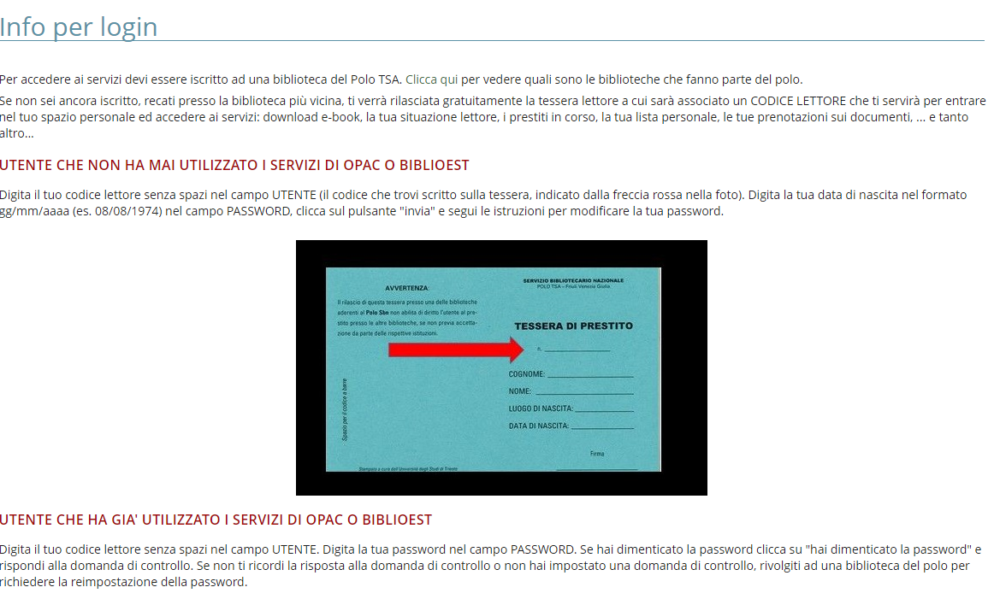 Info per login
Per accedere ai servizi devi essere iscritto ad una biblioteca del Polo TSA. Clicca qui per vedere quali sono le biblioteche che fanno parte del polo.
Se non sei ancora iscritto, recati presso la biblioteca più vicina, ti verrà rilasciata gratuitamente la tessera lettore a cui sarà associato un CODICE LETTORE che ti servirà per entrare
nel tuo spazio personale ed accedere ai servizi: download e-book, la tua situazione lettore, i prestiti in corso, la tua lista personale, le tue prenotazioni sui documenti, ... e tanto
altro...
UTENTE CHE NON HA MAI UTILIZZATO I SERVIZI DI OPAC O BIBLIOEST
Digita il tuo codice lettore senza spazi nel campo UTENTE (il codice che trovi scritto sulla tessera, indicato dalla freccia rossa nella foto). Digita la tua data di nascita nel formato
gg/mm/aaaa (es. 08/08/1974) nel campo PASSWORD, clicca sul pulsante "invia" e segui le istruzioni per modificare la tua password.
AVVERTENZA:
Il rilascio di questa tessera presso una delle biblioteche
aderenti al Polo Sbn non abilita di diritto l'utente al pre-
stito presso le altre biblioteche, se non previa accetta-
zione da parte delle rispettive istituzioni.
Spazio per il codice a barre
Stampato a cura dell'Università degli Studi di Trieste
SERVIZIO BIBLIOTECARIO NAZIONALE
POLO TSA – Friuli Venezia Giulia
TESSERA DI PRESTITO
n.
COGNOME:
NOME:
LUOGO DI NASCITA:
DATA DI NASCITA:
Firma
UTENTE CHE HA GIA' UTILIZZATO I SERVIZI DI OPAC O BIBLIOEST
Digita il tuo codice lettore senza spazi nel campo UTENTE. Digita la tua password nel campo PASSWORD. Se hai dimenticato la password clicca su "hai dimenticato la password" e
rispondi alla domanda di controllo. Se non ti ricordi la risposta alla domanda di controllo o non hai impostato una domanda di controllo, rivolgiti ad una biblioteca del polo per
richiedere la reimpostazione della password.